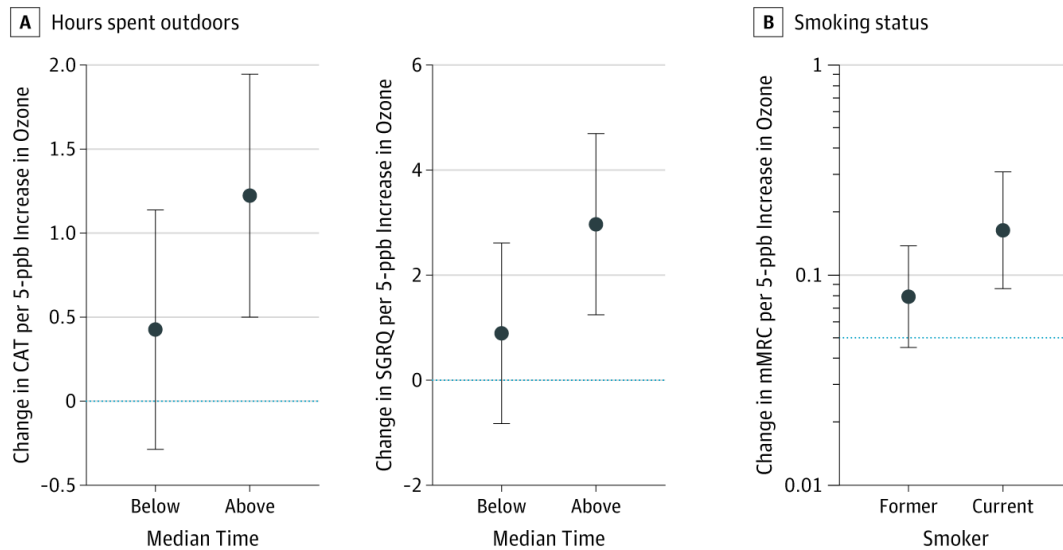 A Hours spent outdoors
Change in CAT per 5-ppb Increase in Ozone
2.0
1.5
1.0
0.5
0
–0.5
Below Above
Median Time
Change in SGRQ per 5-ppb Increase in Ozone
6
4
2
0
–2
Below Above
Median Time
B Smoking status
Change in mMRC per 5-ppb Increase in Ozone
1
0.1
0.01
Former Current
Smoker